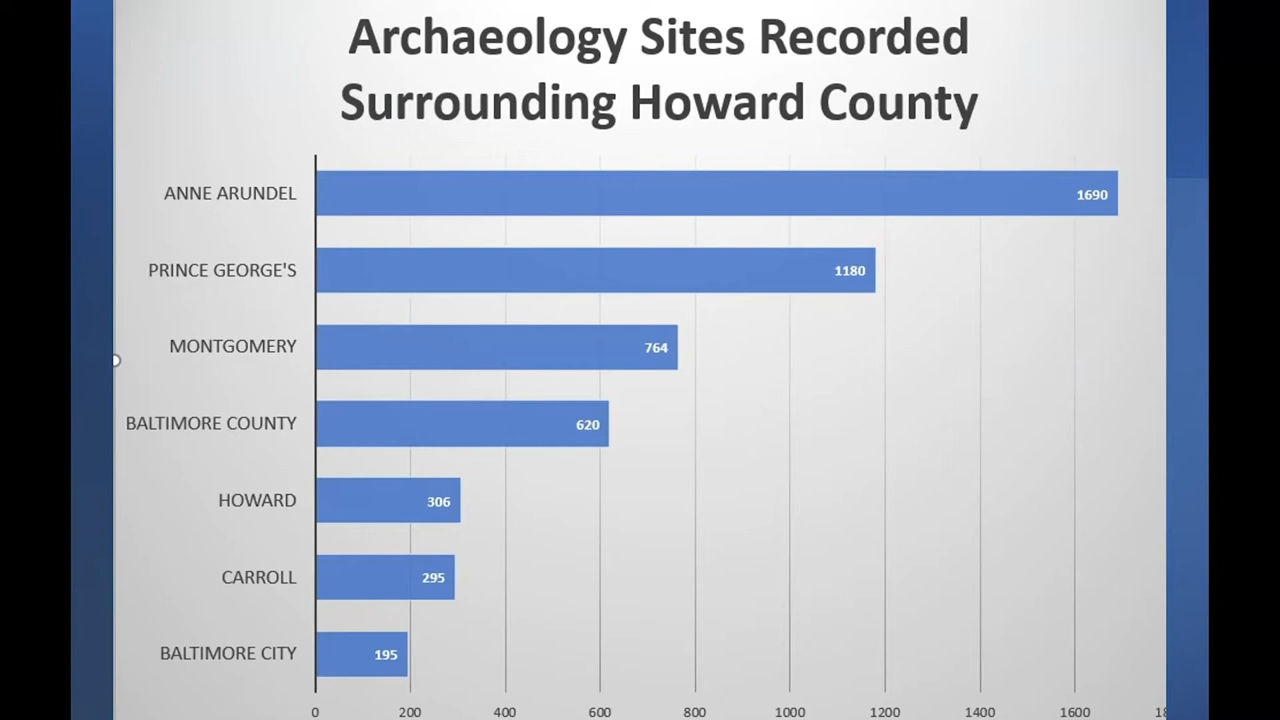 Archaeology Sites Recorded
Surrounding Howard County
ANNE ARUNDEL 1690
PRINCE GEORGE'S 1180
MONTGOMERY 764
BALTIMORE COUNTY 620
HOWARD 306
CARROLL 295
BALTIMORE CITY 195
0 200 400 600 800 1000 1200 1400 1600